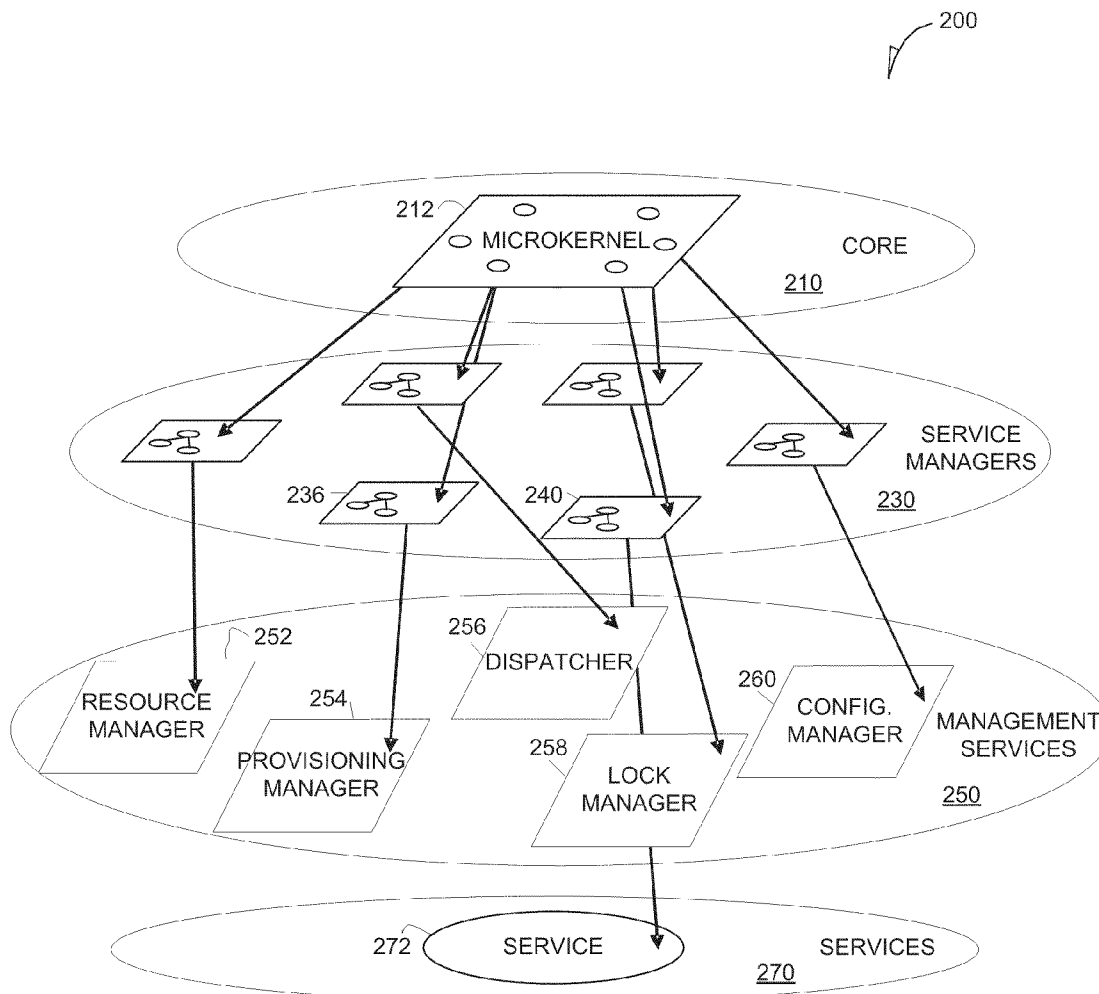 200
212
MICROKERNEL
CORE
210
SERVICE
MANAGERS
236
240
230
252
256
DISPATCHER
RESOURCE
MANAGER
254
260
CONFIG.
MANAGER
MANAGEMENT
SERVICES
PROVISIONING
MANAGER
258
LOCK
MANAGER
250
272
SERVICE
SERVICES
270